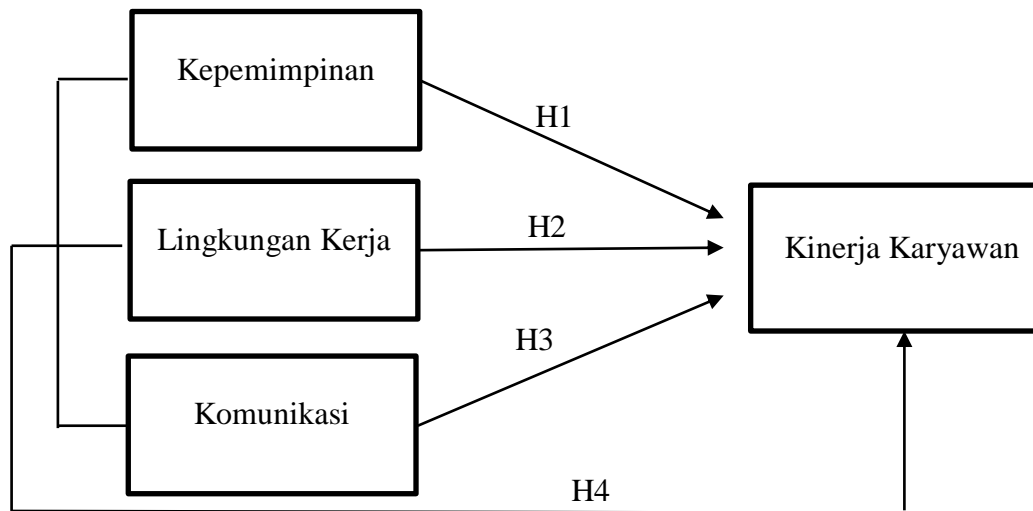 Kepemimpinan
H1
Lingkungan Kerja
H2
Kinerja Karyawan
H3
Komunikasi
H4